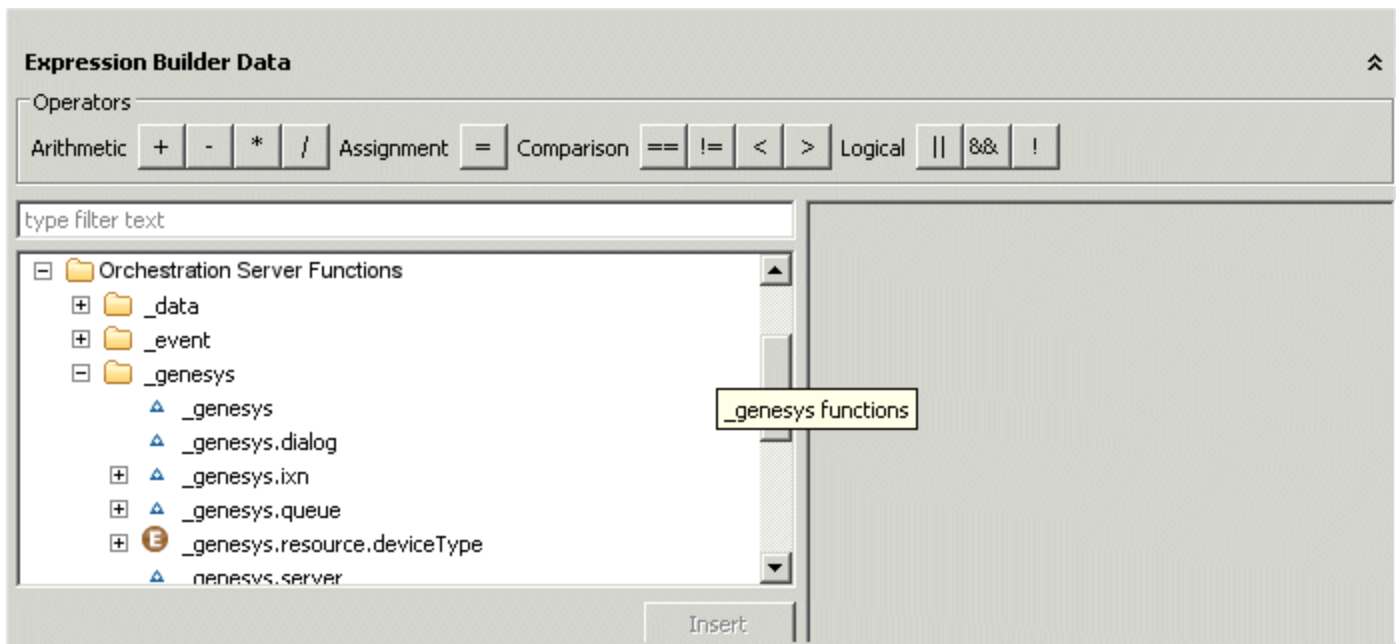 Expression Builder Data
Operators
Arithmetic + - * / Assignment = Comparison == != < > Logical || && !
type filter text
Orchestration Server Functions
_data
_event
_genesys
_genesys
_genesys functions
_genesys.dialog
_genesys.ixn
_genesys.queue
E _genesys.resource.deviceType
_genesys.server
Insert